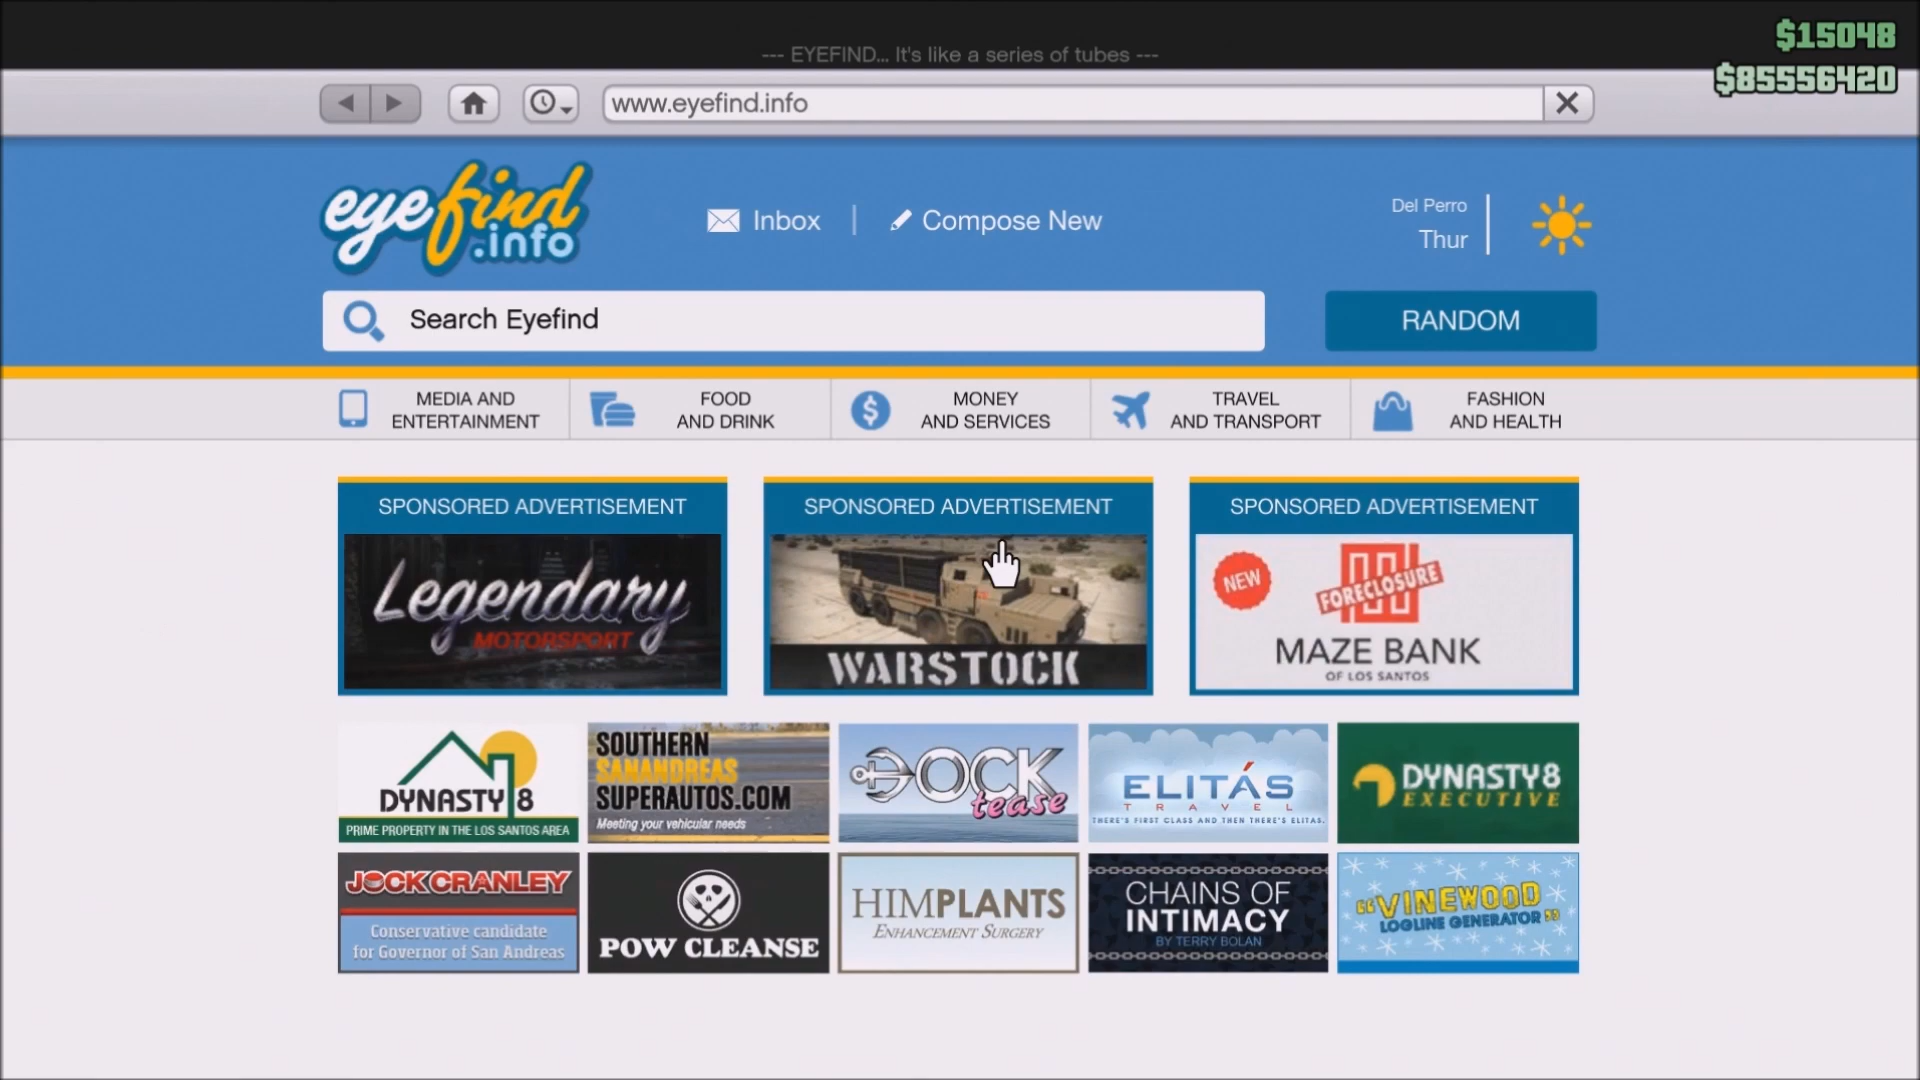 $15048
--- EYEFIND... It's like a series of tubes ---
$85556420
www.eyefind.info
eyefind
.info
Inbox
Compose New
Del Perro
Thur
Search Eyefind
RANDOM
MEDIA AND
ENTERTAINMENT
FOOD
AND DRINK
MONEY
AND SERVICES
TRAVEL
AND TRANSPORT
FASHION
AND HEALTH
SPONSORED ADVERTISEMENT
Legendary
MOTORSPORT
SPONSORED ADVERTISEMENT
WARSTOCK
SPONSORED ADVERTISEMENT
NEW
FORECLOSURE
MAZE BANK
OF LOS SANTOS
DYNASTY 8
PRIME PROPERTY IN THE LOS SANTOS AREA
SOUTHERN
SANANDREAS
SUPERAUTOS.COM
Meeting your vehicular needs
DOCK
tease
ELITÁS
TRAVEL
THERE'S FIRST CLASS AND THEN THERE'S ELITAS.
DYNASTY8
EXECUTIVE
JOCK CRANLEY
Conservative candidate
for Governor of San Andreas
POW CLEANSE
HIMPLANTS
ENHANCEMENT SURGERY
CHAINS OF
INTIMACY
BY TERRY BOLAN
"VINEWOOD
LOGLINE GENERATOR"